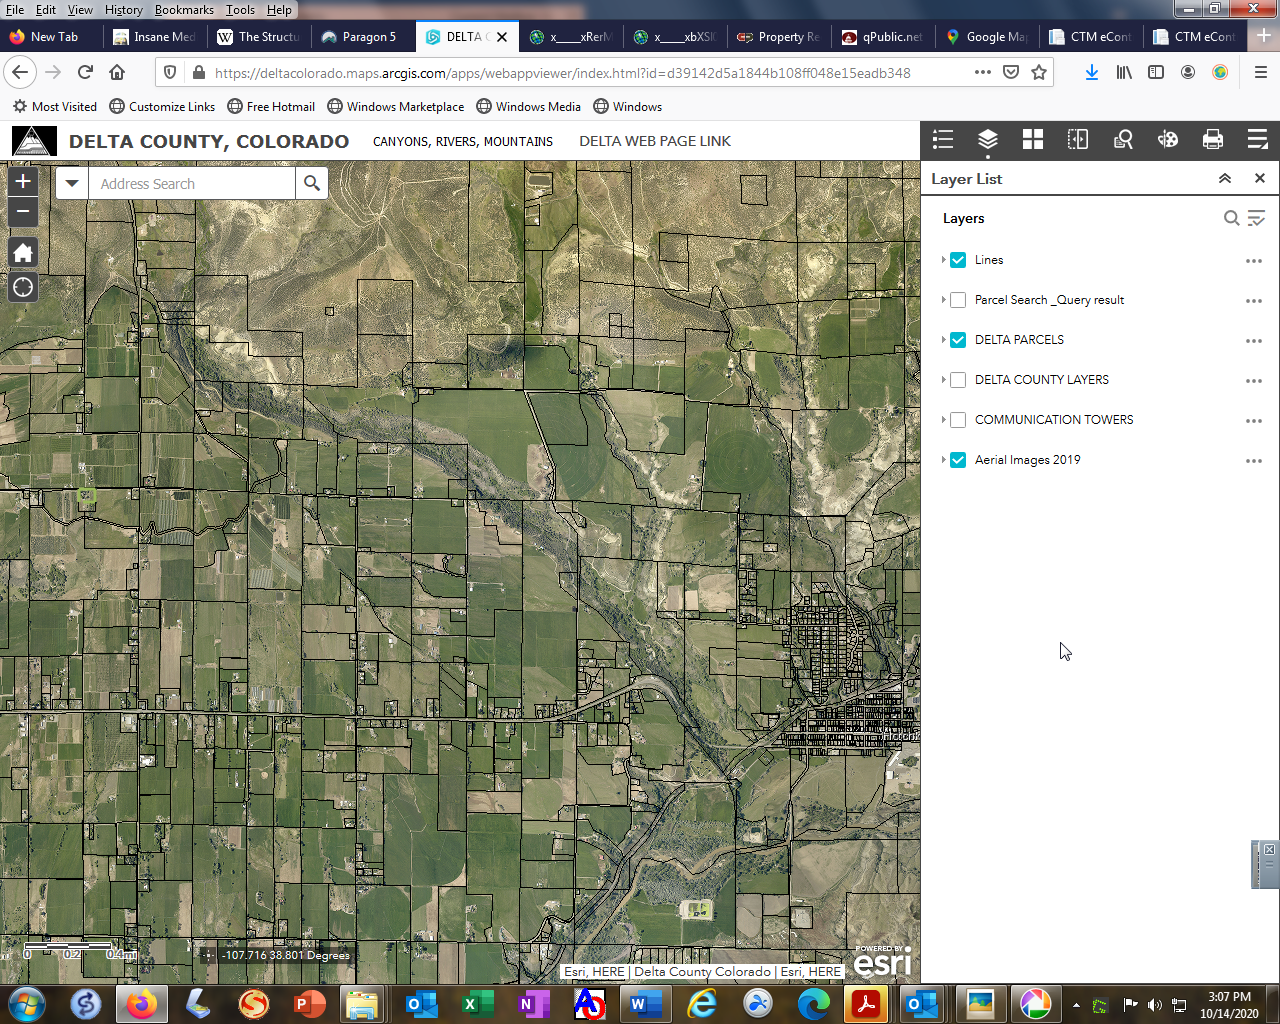 File Edit View History Bookmarks Tools Help
New Tab
Insane Med
The Structu
Paragon 5
DELTA C
x____xRerM
x____xbXSK
Property Re
qPublic.net
Google Map
CTM eCont
CTM eCont
https://deltacolorado.maps.arcgis.com/apps/webappviewer/index.html?id=d39142d5a1844b108ff048e15eadb348
Most Visited Customize Links Free Hotmail Windows Marketplace Windows Media Windows
DELTA COUNTY, COLORADO CANYONS, RIVERS, MOUNTAINS DELTA WEB PAGE LINK
Address Search
Layer List
Layers
Lines
Parcel Search _Query result
DELTA PARCELS
DELTA COUNTY LAYERS
COMMUNICATION TOWERS
Aerial Images 2019
0 0.2 0.4mi
-107.716 38.801 Degrees
Esri, HERE | Delta County Colorado | Esri, HERE
POWERED BY
esri
3:07 PM
10/14/2020